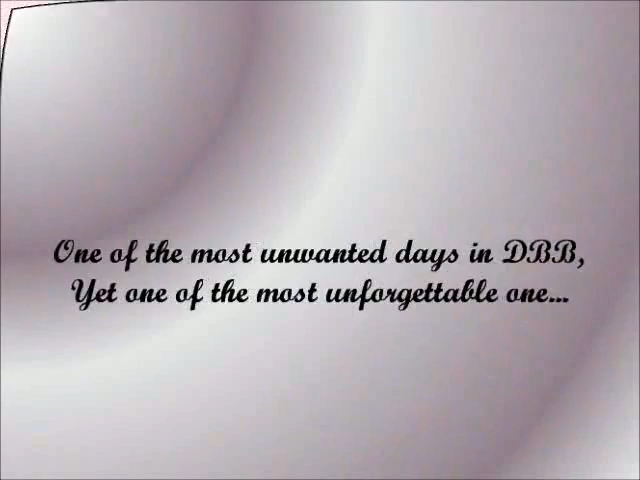 One of the most unwanted days in DBB,
Yet one of the most unforgettable one...